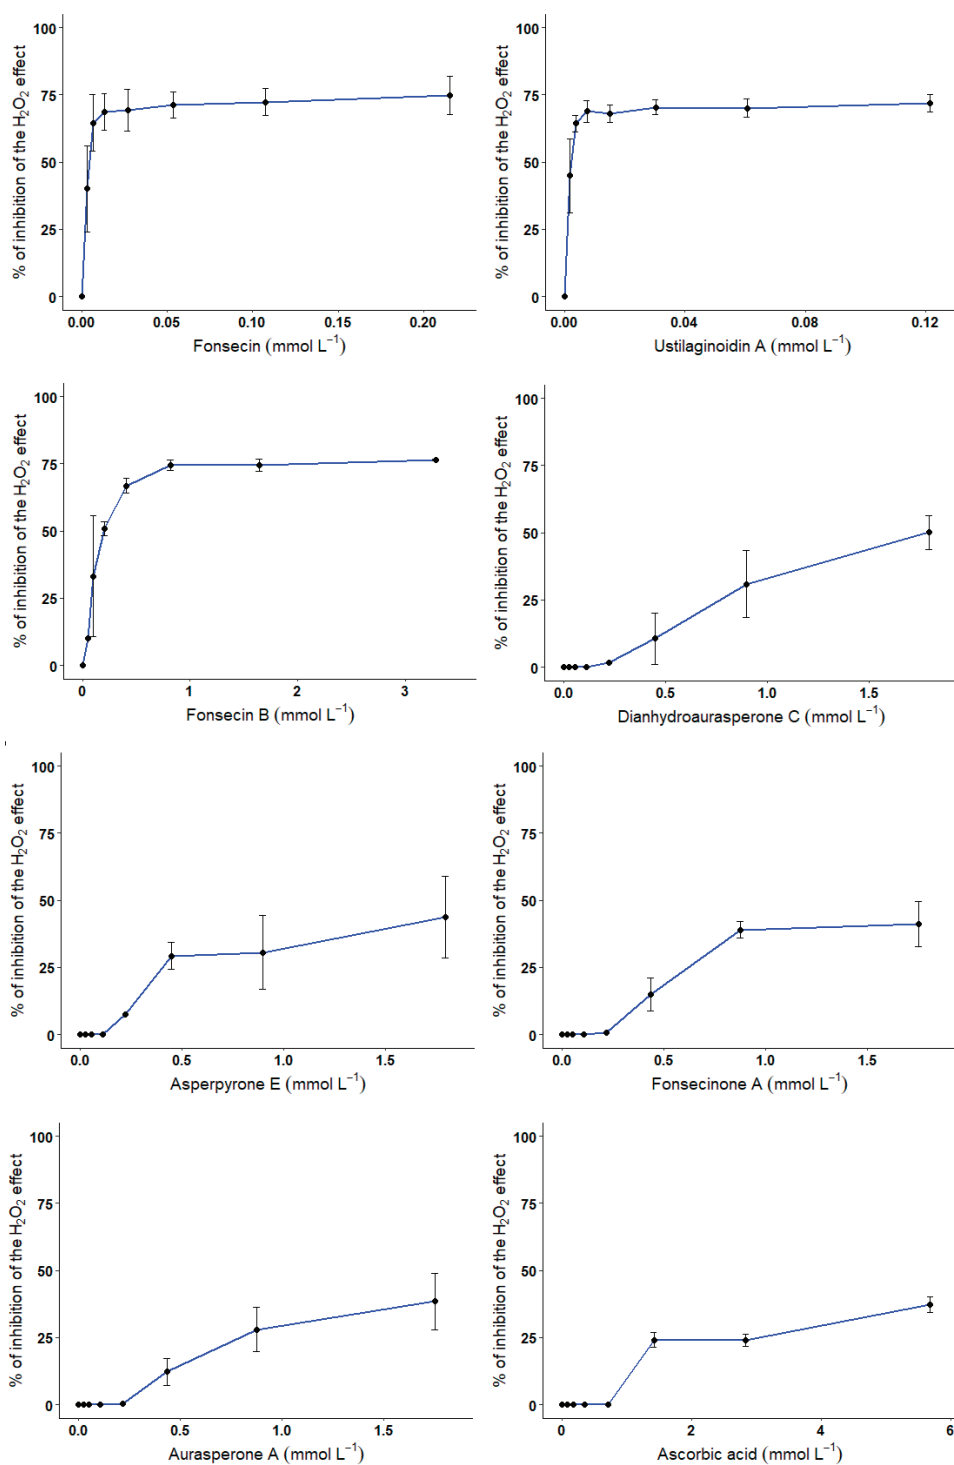 % of inhibition of the H₂O₂ effect
100
75
50
25
0
0.00 0.05 0.10 0.15 0.20
Fonsecin (mmol L⁻¹)
% of inhibition of the H₂O₂ effect
100
75
50
25
0
0.00 0.04 0.08 0.12
Ustilaginoidin A (mmol L⁻¹)
% of inhibition of the H₂O₂ effect
100
75
50
25
0
0 1 2 3
Fonsecin B (mmol L⁻¹)
% of inhibition of the H₂O₂ effect
100
75
50
25
0
0.0 0.5 1.0 1.5
Dianhydroaurasperone C (mmol L⁻¹)
% of inhibition of the H₂O₂ effect
100
75
50
25
0
0.0 0.5 1.0 1.5
Asperpyrone E (mmol L⁻¹)
% of inhibition of the H₂O₂ effect
100
75
50
25
0
0.0 0.5 1.0 1.5
Fonsecinone A (mmol L⁻¹)
% of inhibition of the H₂O₂ effect
100
75
50
25
0
0.0 0.5 1.0 1.5
Aurasperone A (mmol L⁻¹)
% of inhibition of the H₂O₂ effect
100
75
50
25
0
0 2 4 6
Ascorbic acid (mmol L⁻¹)